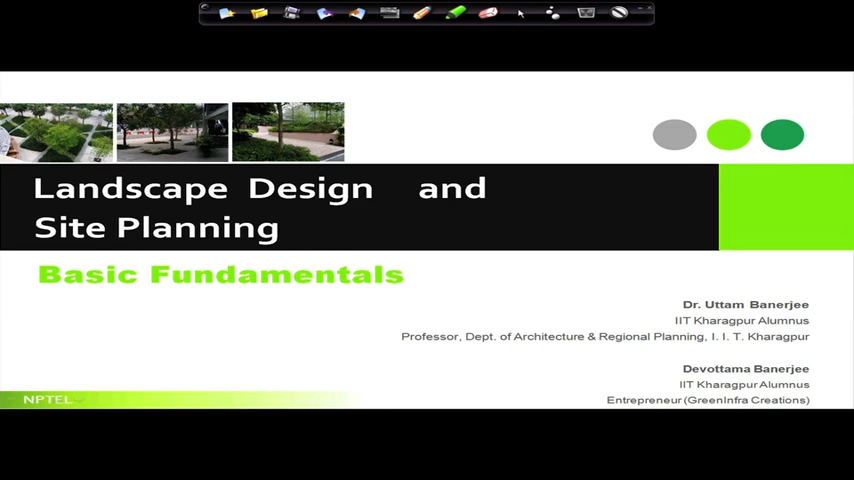 Landscape Design and
Site Planning
Basic Fundamentals
Dr. Uttam Banerjee
IIT Kharagpur Alumnus
Professor, Dept. of Architecture & Regional Planning, I. I. T. Kharagpur
Devottama Banerjee
IIT Kharagpur Alumnus
Entrepreneur (GreenInfra Creations)
NPTEL